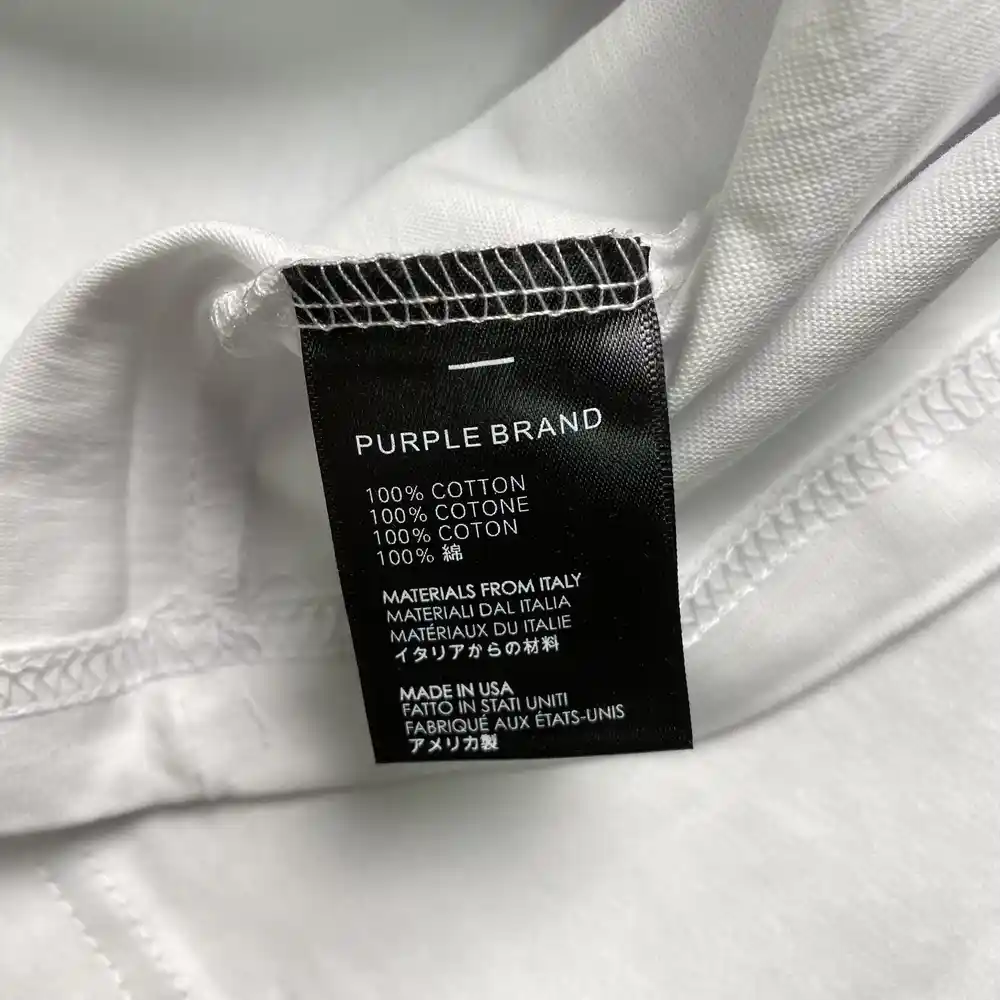 PURPLE BRAND
100% COTTON
100% COTONE
100% COTON
100% 綿
MATERIALS FROM ITALY
MATERIALI DAL ITALIA
MATÉRIAUX DU ITALIE
イタリアからの材料
MADE IN USA
FATTO IN STATI UNITI
FABRIQUÉ AUX ÉTATS-UNIS
アメリカ製